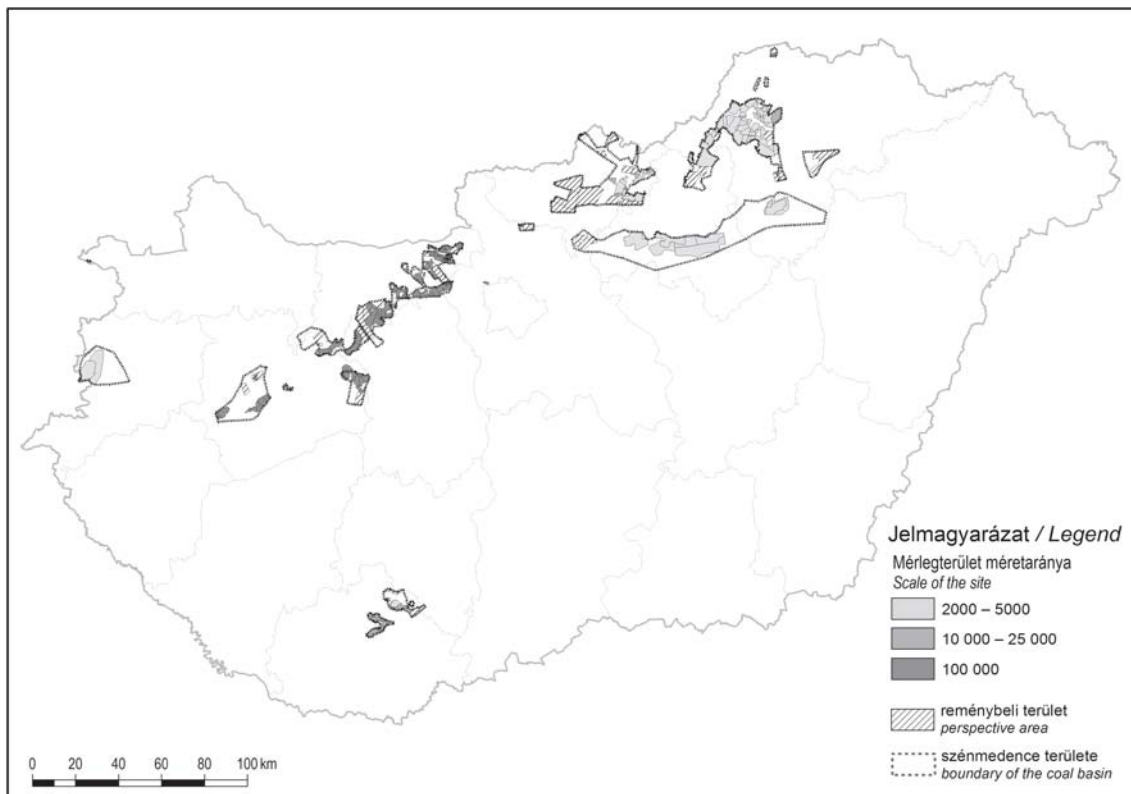 Jelmagyarázat / Legend
Mérlegterület méretaránya
Scale of the site
2000 – 5000
10 000 – 25 000
100 000
reménybeli terület
perspective area
szénmedence területe
boundary of the coal basin
0 20 40 60 80 100 km